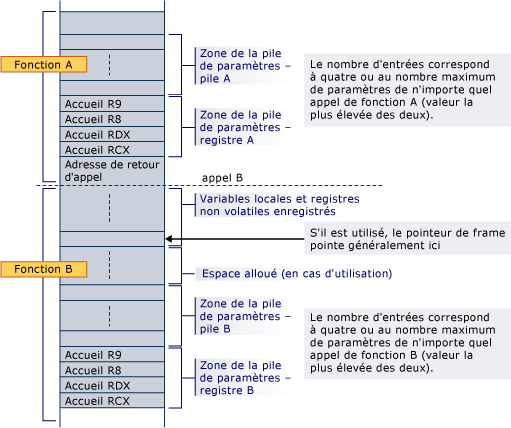 Fonction A
Zone de la pile
de paramètres –
pile A
Le nombre d'entrées correspond
à quatre ou au nombre maximum
de paramètres de n'importe quel
appel de fonction A (valeur la
plus élevée des deux).
Accueil R9
Accueil R8
Accueil RDX
Accueil RCX
Zone de la pile
de paramètres –
registre A
Adresse de retour
d'appel
appel B
Variables locales et registres
non volatiles enregistrés
S'il est utilisé, le pointeur de frame
pointe généralement ici
Fonction B
Espace alloué (en cas d'utilisation)
Zone de la pile
de paramètres –
pile B
Le nombre d'entrées correspond
à quatre ou au nombre maximum
de paramètres de n'importe quel
appel de fonction B (valeur la
plus élevée des deux).
Accueil R9
Accueil R8
Accueil RDX
Accueil RCX
Zone de la pile
de paramètres –
registre B